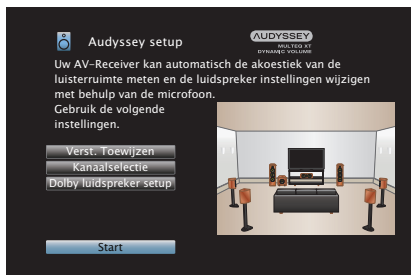 Audyssey setup
AUDYSSEY
MULTEQ XT
DYNAMIC VOLUME
Uw AV-Receiver kan automatisch de akoestiek van de
luisterruimte meten en de luidspreker instellingen wijzigen
met behulp van de microfoon.
Gebruik de volgende
instellingen.
Verst. Toewijzen
Kanaalselectie
Dolby luidspreker setup
Start